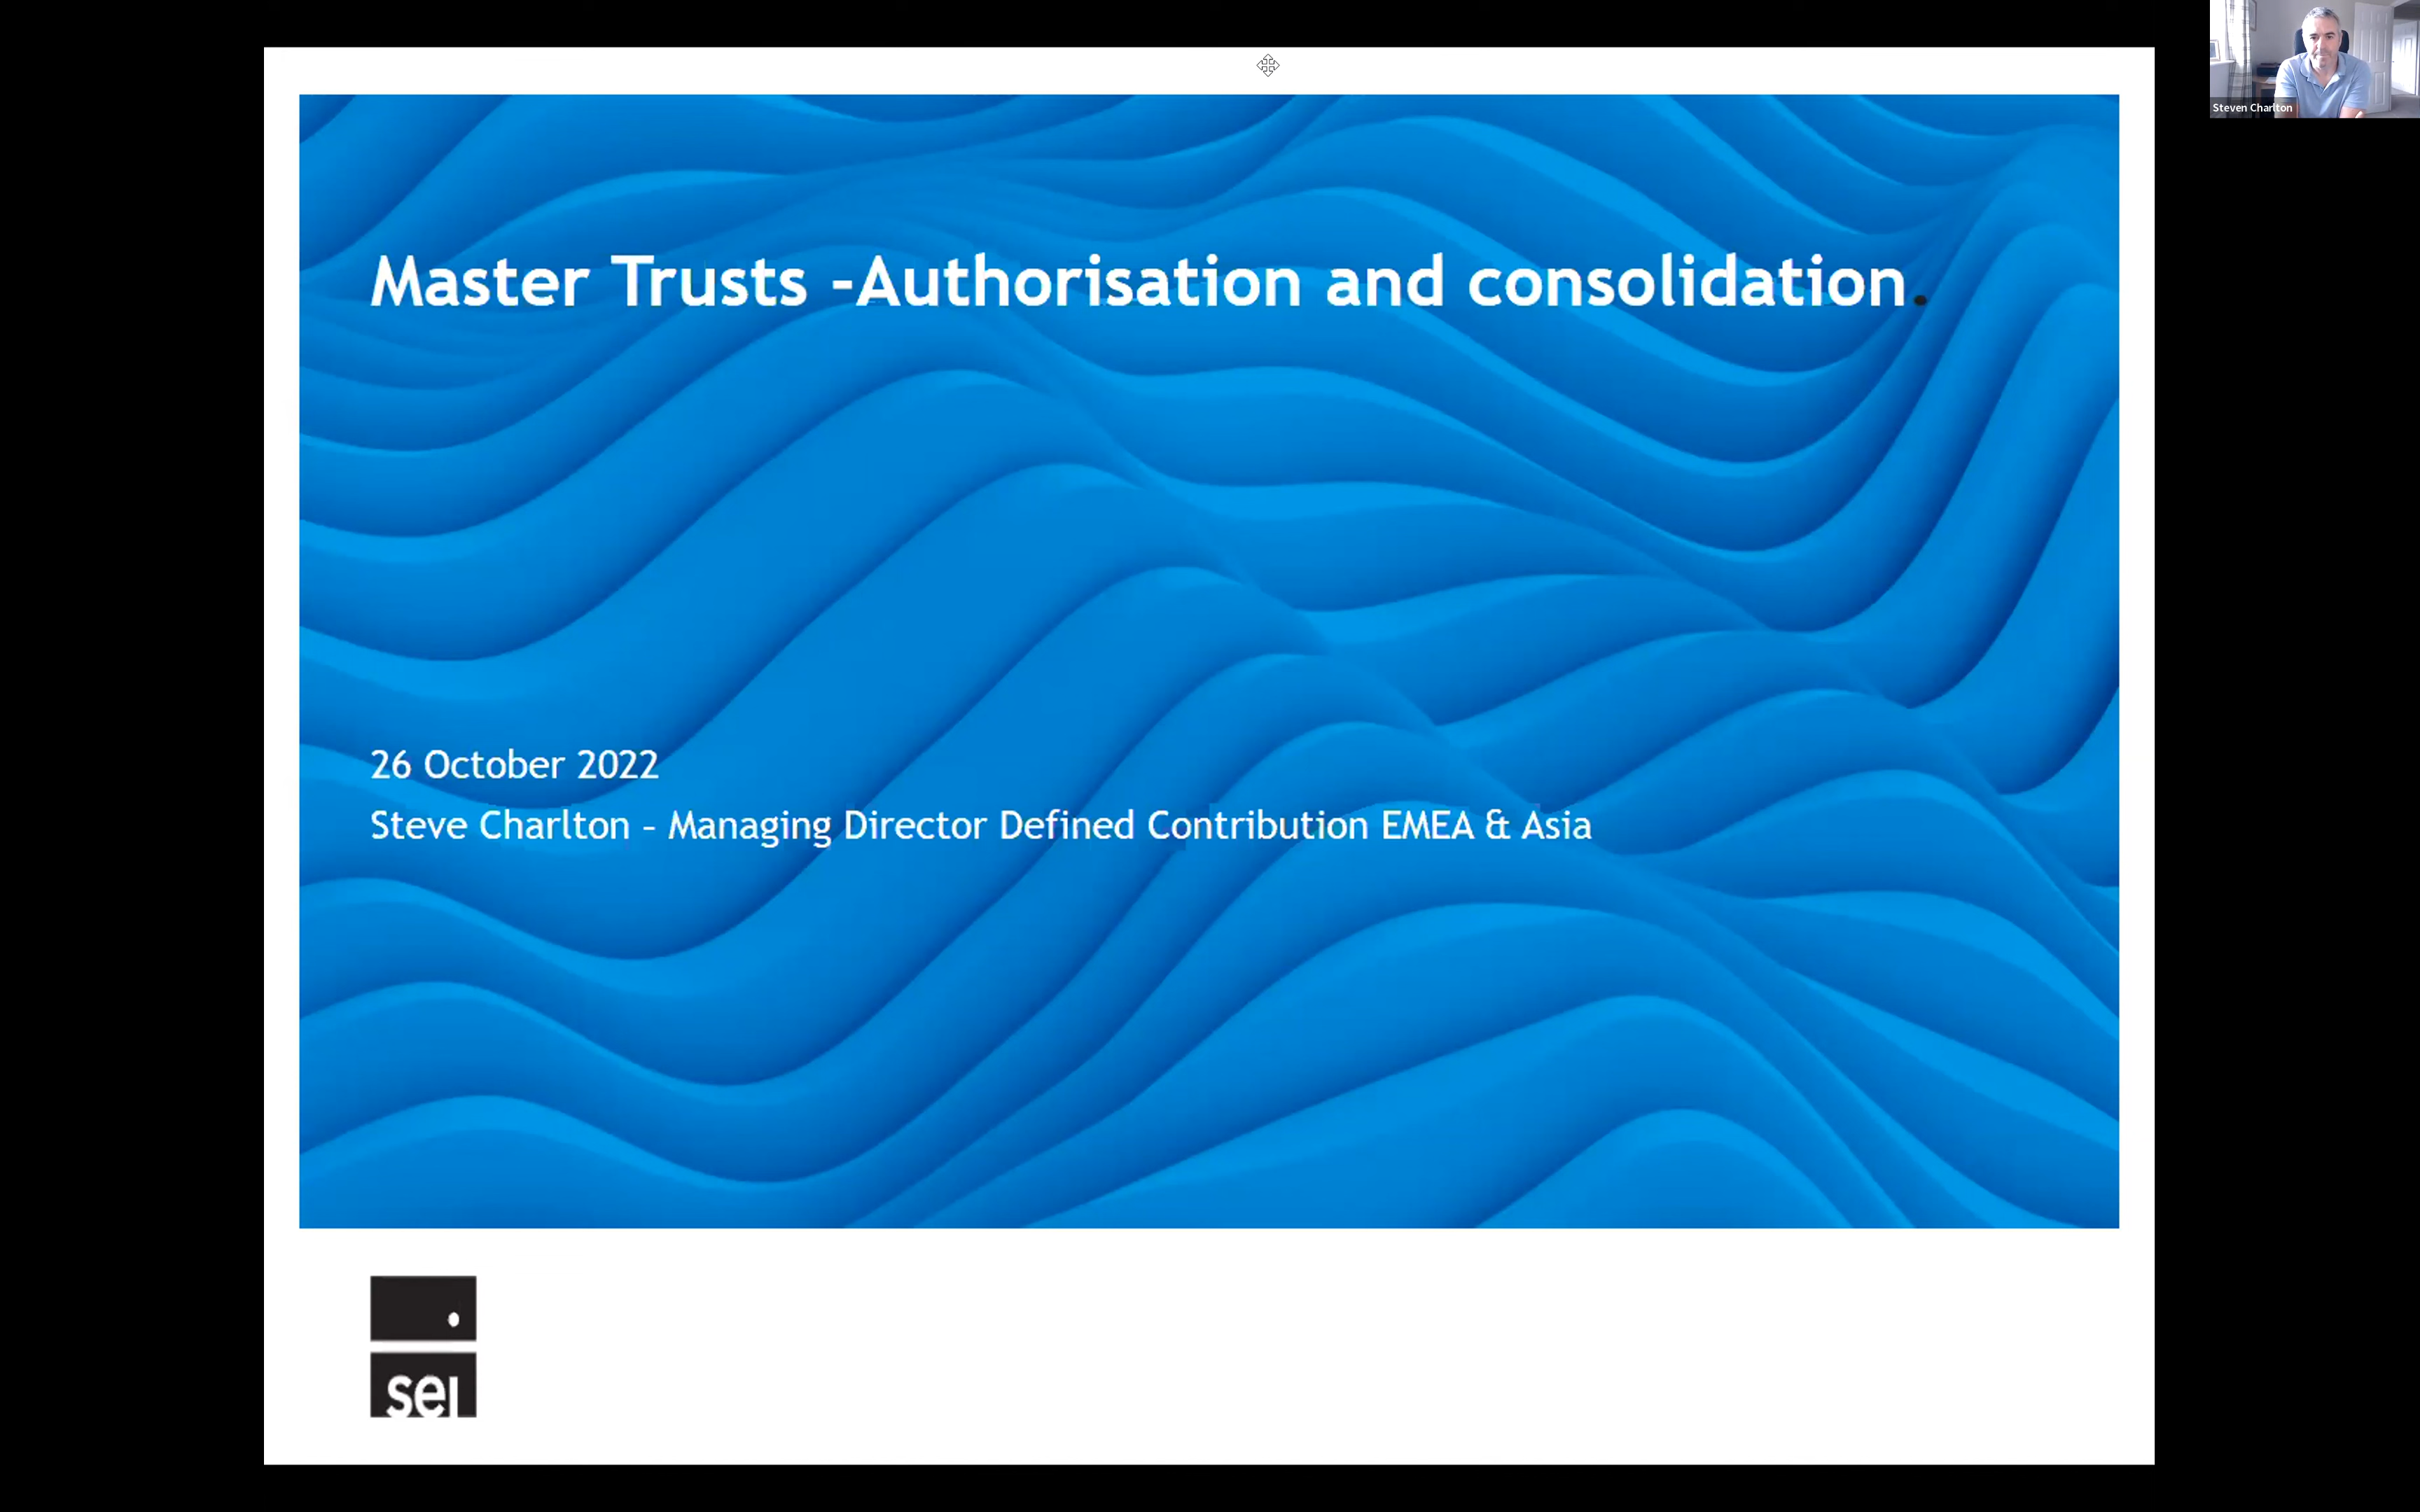 Steven Charlton
Master Trusts -Authorisation and consolidation.
26 October 2022
Steve Charlton – Managing Director Defined Contribution EMEA & Asia
sei